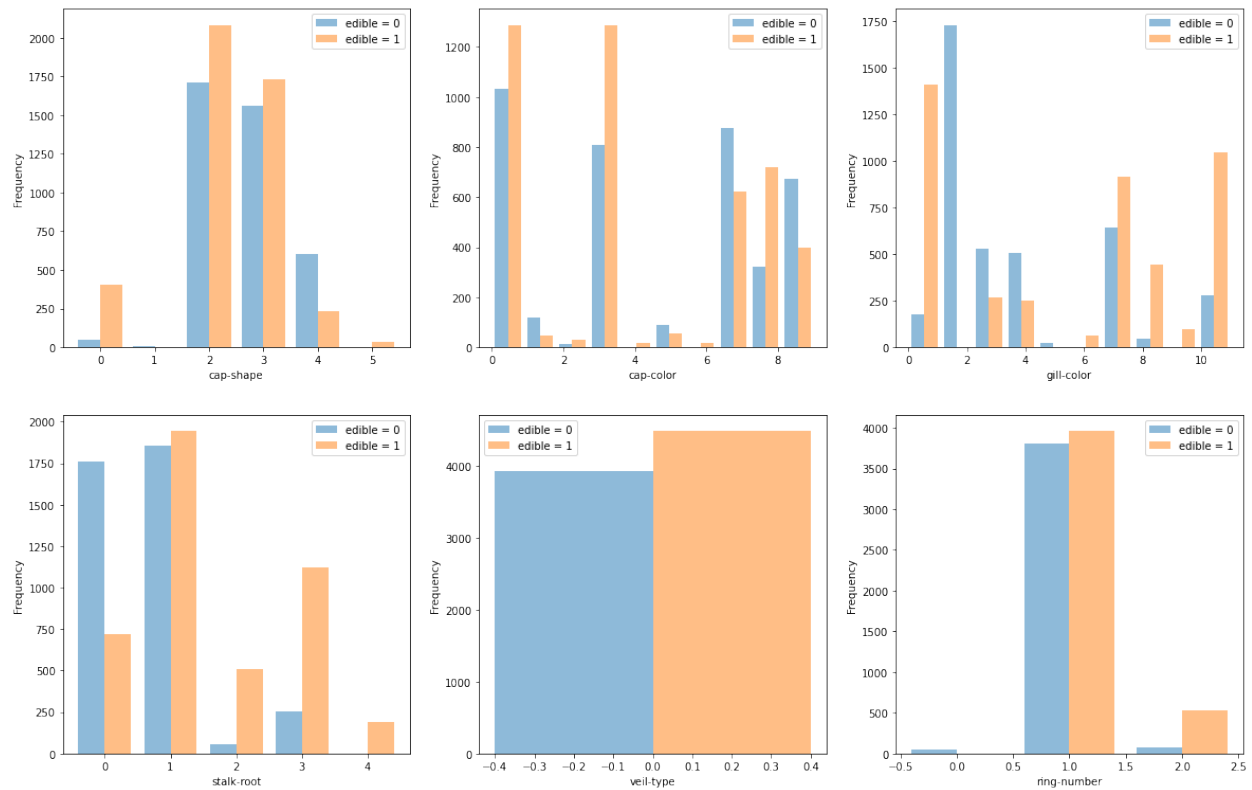 edible = 0
edible = 1
Frequency
2000
1750
1500
1250
1000
750
500
250
0
0 1 2 3 4 5
cap-shape
edible = 0
edible = 1
Frequency
1200
1000
800
600
400
200
0
0 2 4 6 8
cap-color
edible = 0
edible = 1
Frequency
1750
1500
1250
1000
750
500
250
0
0 2 4 6 8 10
gill-color
edible = 0
edible = 1
Frequency
2000
1750
1500
1250
1000
750
500
250
0
0 1 2 3 4
stalk-root
edible = 0
edible = 1
Frequency
4000
3000
2000
1000
0
−0.4 −0.3 −0.2 −0.1 0.0 0.1 0.2 0.3 0.4
veil-type
edible = 0
edible = 1
Frequency
4000
3500
3000
2500
2000
1500
1000
500
0
−0.5 0.0 0.5 1.0 1.5 2.0 2.5
ring-number